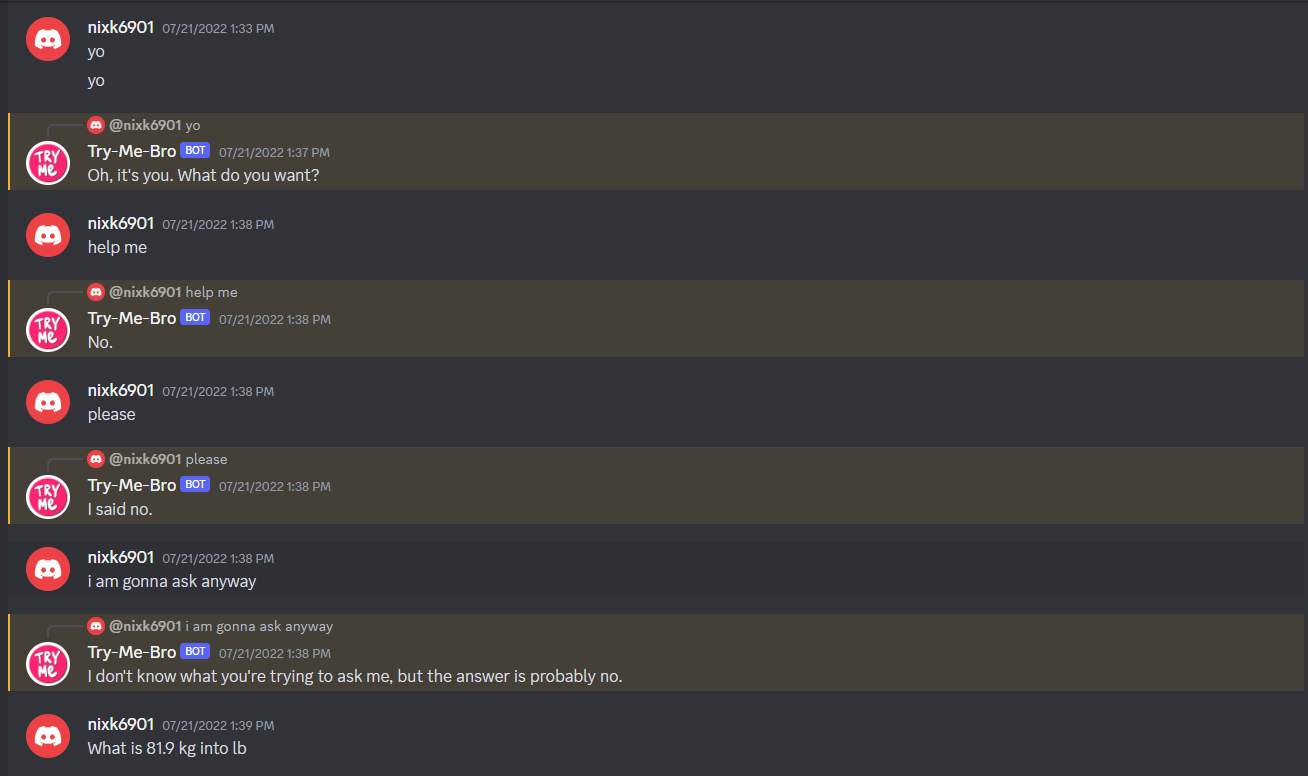 nixk6901 07/21/2022 1:33 PM
yo
yo
@nixk6901 yo
TRY
ME
Try-Me-Bro BOT 07/21/2022 1:37 PM
Oh, it's you. What do you want?
nixk6901 07/21/2022 1:38 PM
help me
@nixk6901 help me
TRY
ME
Try-Me-Bro BOT 07/21/2022 1:38 PM
No.
nixk6901 07/21/2022 1:38 PM
please
@nixk6901 please
TRY
ME
Try-Me-Bro BOT 07/21/2022 1:38 PM
I said no.
nixk6901 07/21/2022 1:38 PM
i am gonna ask anyway
@nixk6901 i am gonna ask anyway
TRY
ME
Try-Me-Bro BOT 07/21/2022 1:38 PM
I don't know what you're trying to ask me, but the answer is probably no.
nixk6901 07/21/2022 1:39 PM
What is 81.9 kg into lb